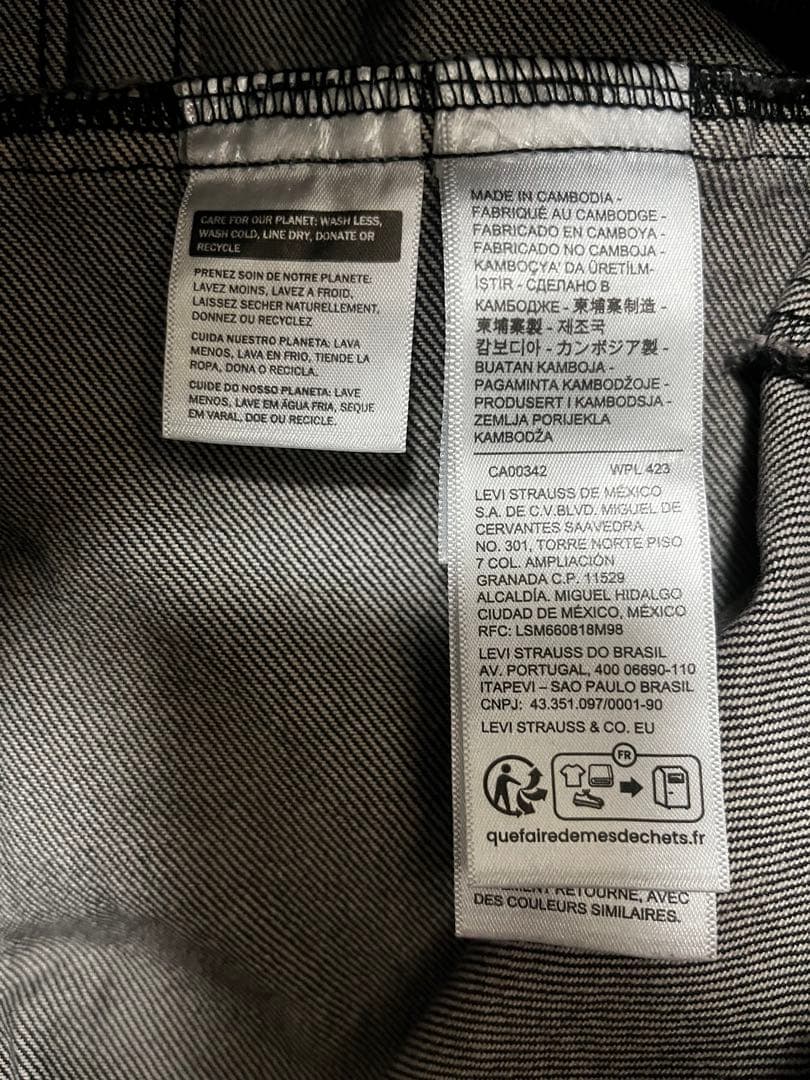 CARE FOR OUR PLANET: WASH LESS,
WASH COLD, LINE DRY, DONATE OR
RECYCLE
PRENEZ SOIN DE NOTRE PLANETE:
LAVEZ MOINS, LAVEZ A FROID,
LAISSEZ SECHER NATURELLEMENT,
DONNEZ OU RECYCLEZ
CUIDA NUESTRO PLANETA: LAVA
MENOS, LAVA EN FRIO, TIENDE LA
ROPA, DONA O RECICLA.
CUIDE DO NOSSO PLANETA: LAVE
MENOS, LAVE EM ÁGUA FRIA, SEQUE
EM VARAL, DOE OU RECICLE.
MADE IN CAMBODIA -
FABRIQUÉ AU CAMBODGE -
FABRICADO EN CAMBOYA -
FABRICADO NO CAMBOJA -
KAMBOÇYA' DA ÜRETİLM-
İŞTİR - СДЕЛАНО В
КАМБОДЖЕ - 柬埔寨制造 -
柬埔寨製 - 제조국
캄보디아 - カンボジア製 -
BUATAN KAMBOJA -
PAGAMINTA KAMBODŽOJE -
PRODUSERT I KAMBODSJA -
ZEMLJA PORIJEKLA
KAMBODŽA
CA00342 WPL 423
LEVI STRAUSS DE MÉXICO
S.A. DE C.V.BLVD. MIGUEL DE
CERVANTES SAAVEDRA
NO. 301, TORRE NORTE PISO
7 COL. AMPLIACIÓN
GRANADA C.P. 11529
ALCALDÍA. MIGUEL HIDALGO
CIUDAD DE MÉXICO, MÉXICO
RFC: LSM660818M98
LEVI STRAUSS DO BRASIL
AV. PORTUGAL, 400 06690-110
ITAPEVI – SAO PAULO BRASIL
CNPJ: 43.351.097/0001-90
LEVI STRAUSS & CO. EU
FR
quefairedemesdechets.fr
RETOURNE, AVEC
DES COULEURS SIMILAIRES.